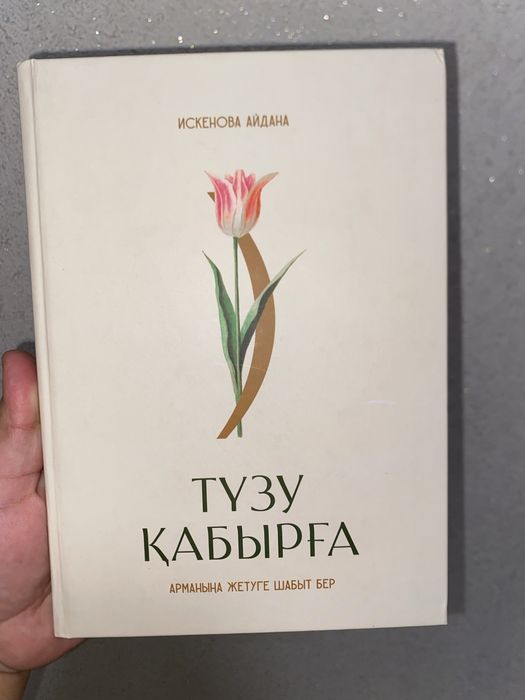 ИСКЕНОВА АЙДАНА
ТҮЗУ
ҚАБЫРҒА
АРМАНЫҢА ЖЕТУГЕ ШАБЫТ БЕР